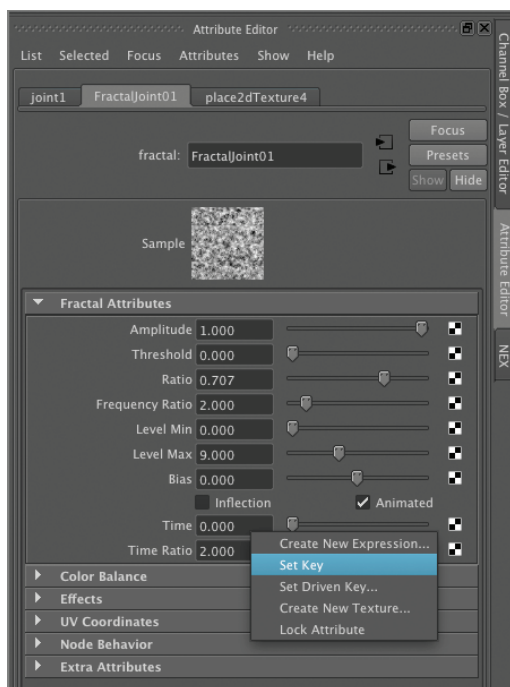 Attribute Editor
List Selected Focus Attributes Show Help
joint1 FractalJoint01 place2dTexture4
Focus
fractal: FractalJoint01 Presets
Show Hide
Sample
Fractal Attributes
Amplitude 1.000
Threshold 0.000
Ratio 0.707
Frequency Ratio 2.000
Level Min 0.000
Level Max 9.000
Bias 0.000
Inflection Animated
Time 0.000
Time Ratio 2.000
Create New Expression...
Set Key
Set Driven Key...
Create New Texture...
Lock Attribute
Color Balance
Effects
UV Coordinates
Node Behavior
Extra Attributes
Channel Box / Layer Editor
Attribute Editor
NEX